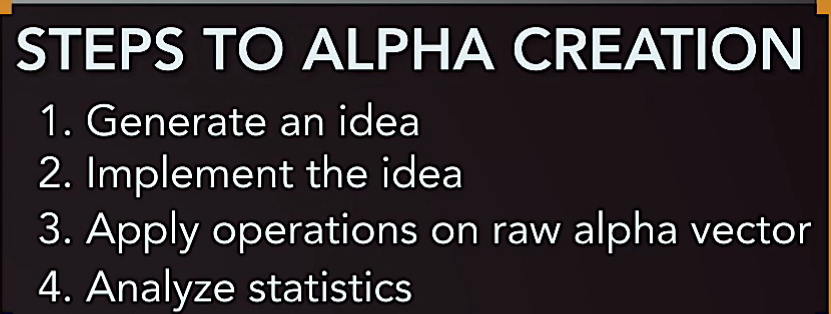 STEPS TO ALPHA CREATION
1. Generate an idea
2. Implement the idea
3. Apply operations on raw alpha vector
4. Analyze statistics